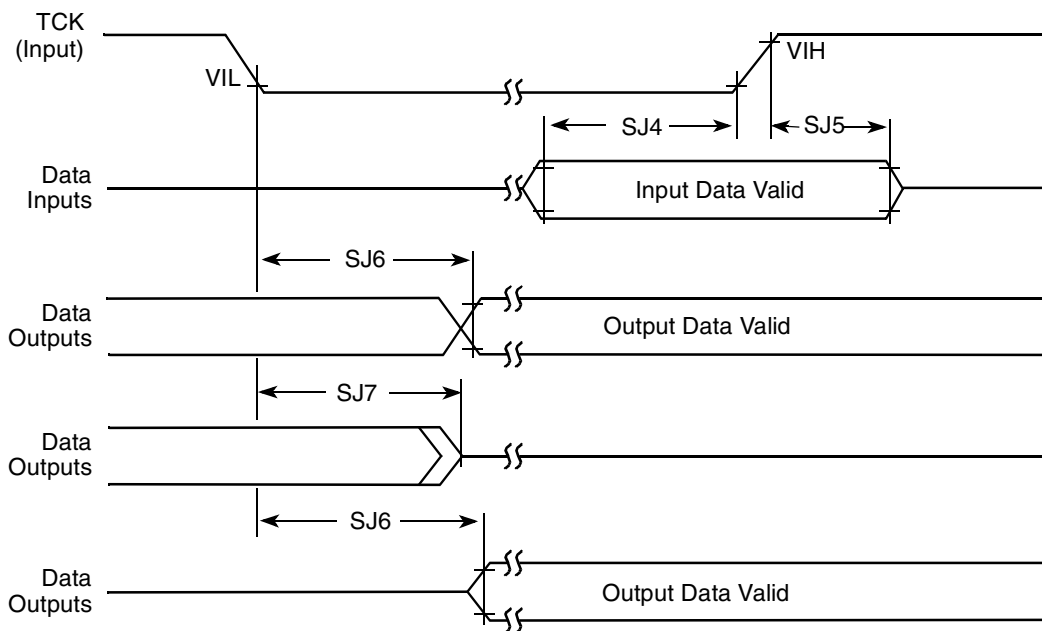 TCK
(Input)
VIL
VIH
SJ4
SJ5
Data
Inputs
Input Data Valid
SJ6
Data
Outputs
Output Data Valid
SJ7
Data
Outputs
SJ6
Data
Outputs
Output Data Valid